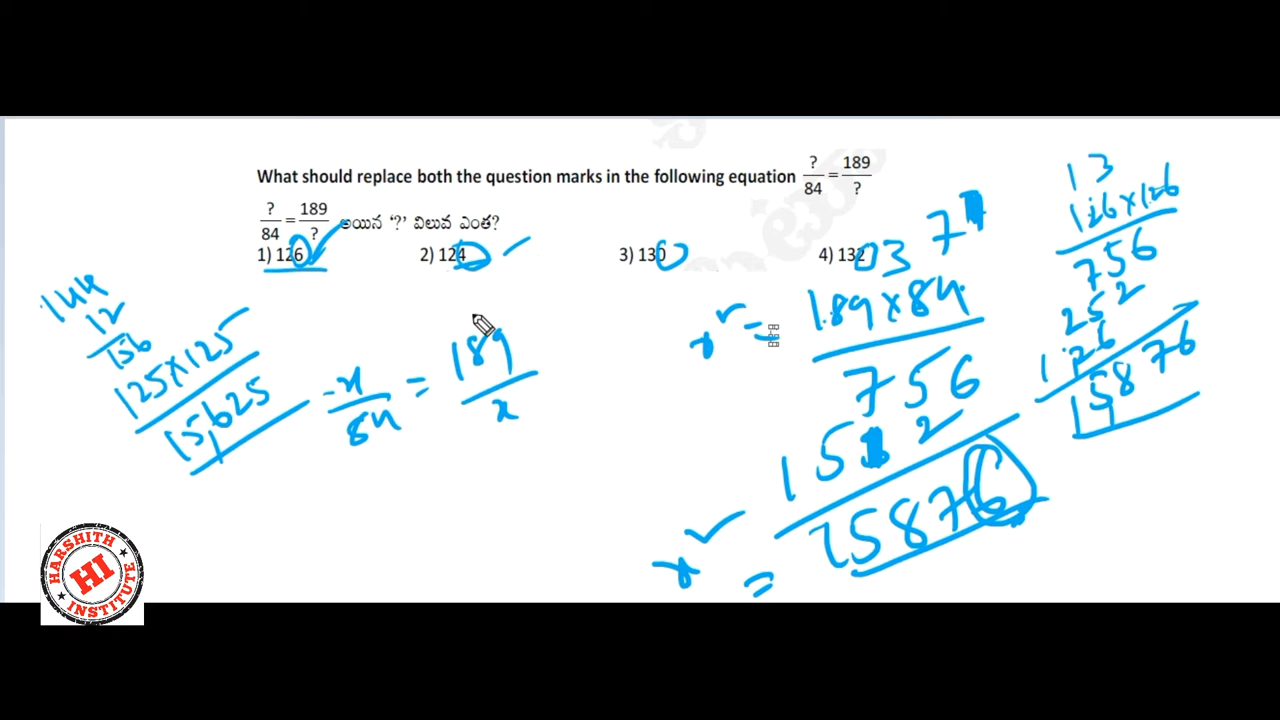 What should replace both the question marks in the following equation ?/84 = 189/?
?/84 = 189/? అయిన '?' విలువ ఎంత?
1) 126 2) 124 3) 130 4) 132
144
12
156
125×125
15625
x/84 = 189/x
x² = 189×84
756
1512
x² = 15876
13
126×126
756
252
126
15876
HARSHITH
HI
INSTITUTE